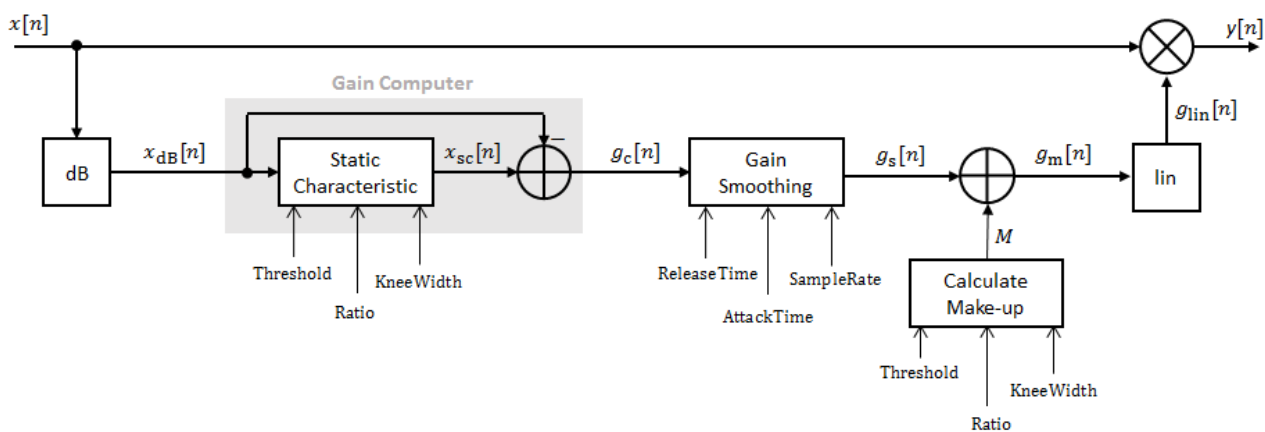 x[n]
y[n]
Gain Computer
g_lin[n]
dB
x_dB[n]
Static
Characteristic
x_sc[n]
−
g_c[n]
Gain
Smoothing
g_s[n]
g_m[n]
lin
Threshold
Ratio
KneeWidth
ReleaseTime
AttackTime
SampleRate
M
Calculate
Make-up
Threshold
Ratio
KneeWidth